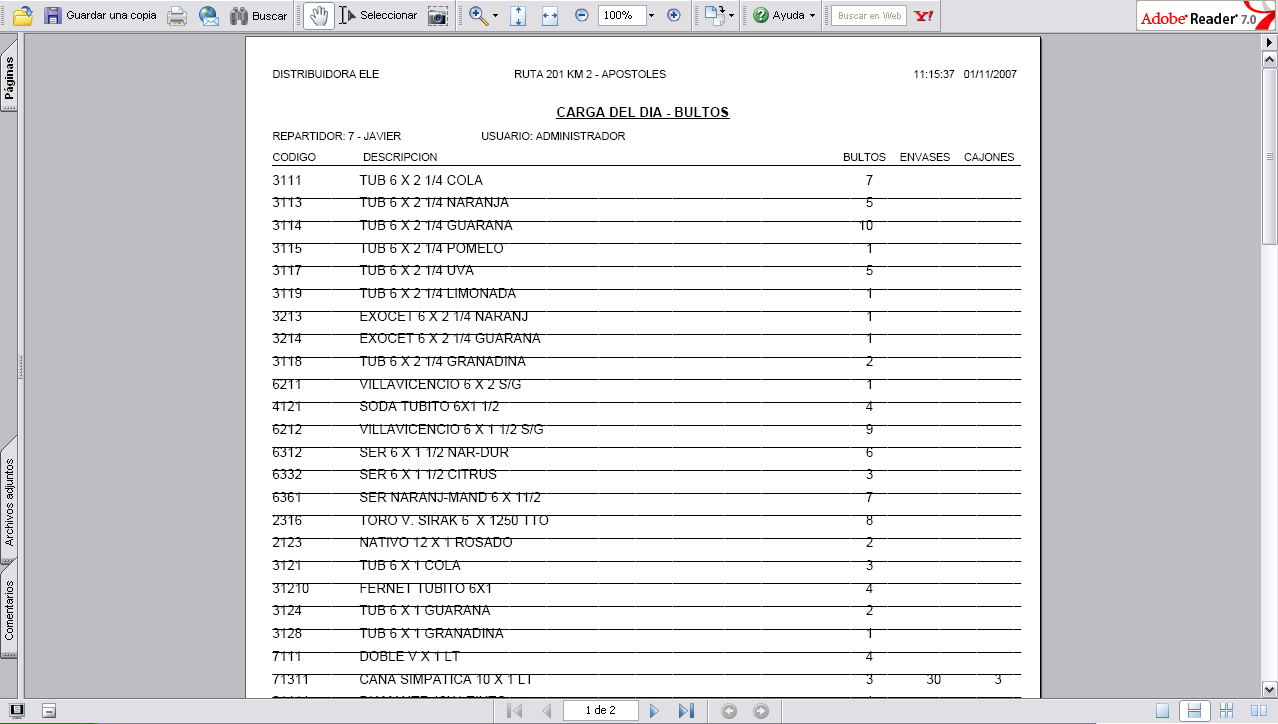 Guardar una copia Buscar Seleccionar 100% Ayuda Buscar en Web Y! Adobe Reader 7.0
Páginas
Archivos adjuntos
Comentarios
DISTRIBUIDORA ELE RUTA 201 KM 2 - APOSTOLES 11:15:37 01/11/2007
CARGA DEL DIA - BULTOS
REPARTIDOR: 7 - JAVIER USUARIO: ADMINISTRADOR
CODIGO DESCRIPCION BULTOS ENVASES CAJONES
3111 TUB 6 X 2 1/4 COLA 7
3113 TUB 6 X 2 1/4 NARANJA 5
3114 TUB 6 X 2 1/4 GUARANA 10
3115 TUB 6 X 2 1/4 POMELO 1
3117 TUB 6 X 2 1/4 UVA 5
3119 TUB 6 X 2 1/4 LIMONADA 1
3213 EXOCET 6 X 2 1/4 NARANJ 1
3214 EXOCET 6 X 2 1/4 GUARANA 1
3118 TUB 6 X 2 1/4 GRANADINA 2
6211 VILLAVICENCIO 6 X 2 S/G 1
4121 SODA TUBITO 6X1 1/2 4
6212 VILLAVICENCIO 6 X 1 1/2 S/G 9
6312 SER 6 X 1 1/2 NAR-DUR 6
6332 SER 6 X 1 1/2 CITRUS 3
6361 SER NARANJ-MAND 6 X 11/2 7
2316 TORO V. SIRAK 6 X 1250 TTO 8
2123 NATIVO 12 X 1 ROSADO 2
3121 TUB 6 X 1 COLA 3
31210 FERNET TUBITO 6X1 4
3124 TUB 6 X 1 GUARANA 2
3128 TUB 6 X 1 GRANADINA 1
7111 DOBLE V X 1 LT 4
71311 CAÑA SIMPATICA 10 X 1 LT 3 30 3
1 de 2